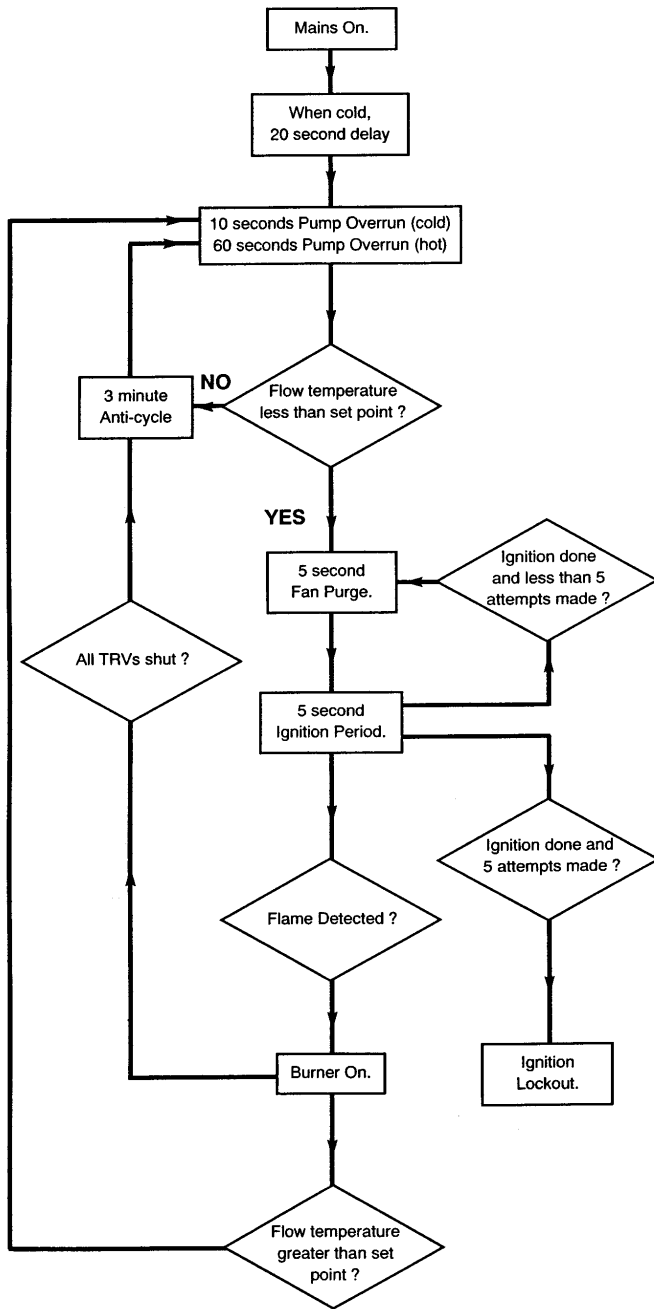 Mains On.
When cold,
20 second delay
10 seconds Pump Overrun (cold)
60 seconds Pump Overrun (hot)
3 minute
Anti-cycle
NO
Flow temperature
less than set point ?
YES
5 second
Fan Purge.
Ignition done
and less than 5
attempts made ?
All TRVs shut ?
5 second
Ignition Period.
Ignition done and
5 attempts made ?
Flame Detected ?
Burner On.
Ignition
Lockout.
Flow temperature
greater than set
point ?